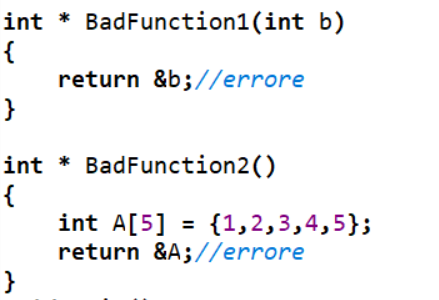 int * BadFunction1(int b)
{
    return &b;//errore
}

int * BadFunction2()
{
    int A[5] = {1,2,3,4,5};
    return &A;//errore
}